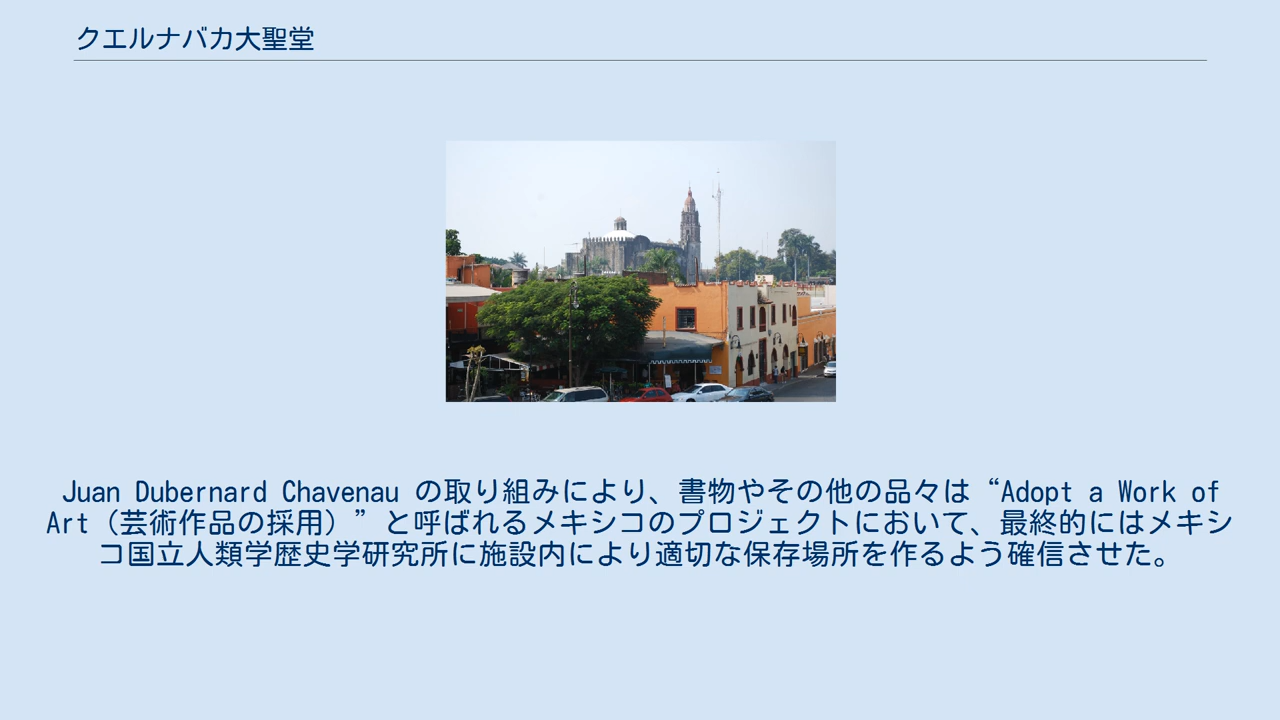 クエルナバカ大聖堂
Juan Dubernard Chavenau の取り組みにより、書物やその他の品々は“Adopt a Work of
Art（芸術作品の採用）”と呼ばれるメキシコのプロジェクトにおいて、最終的にはメキシ
コ国立人類学歴史学研究所に施設内により適切な保存場所を作るよう確信させた。